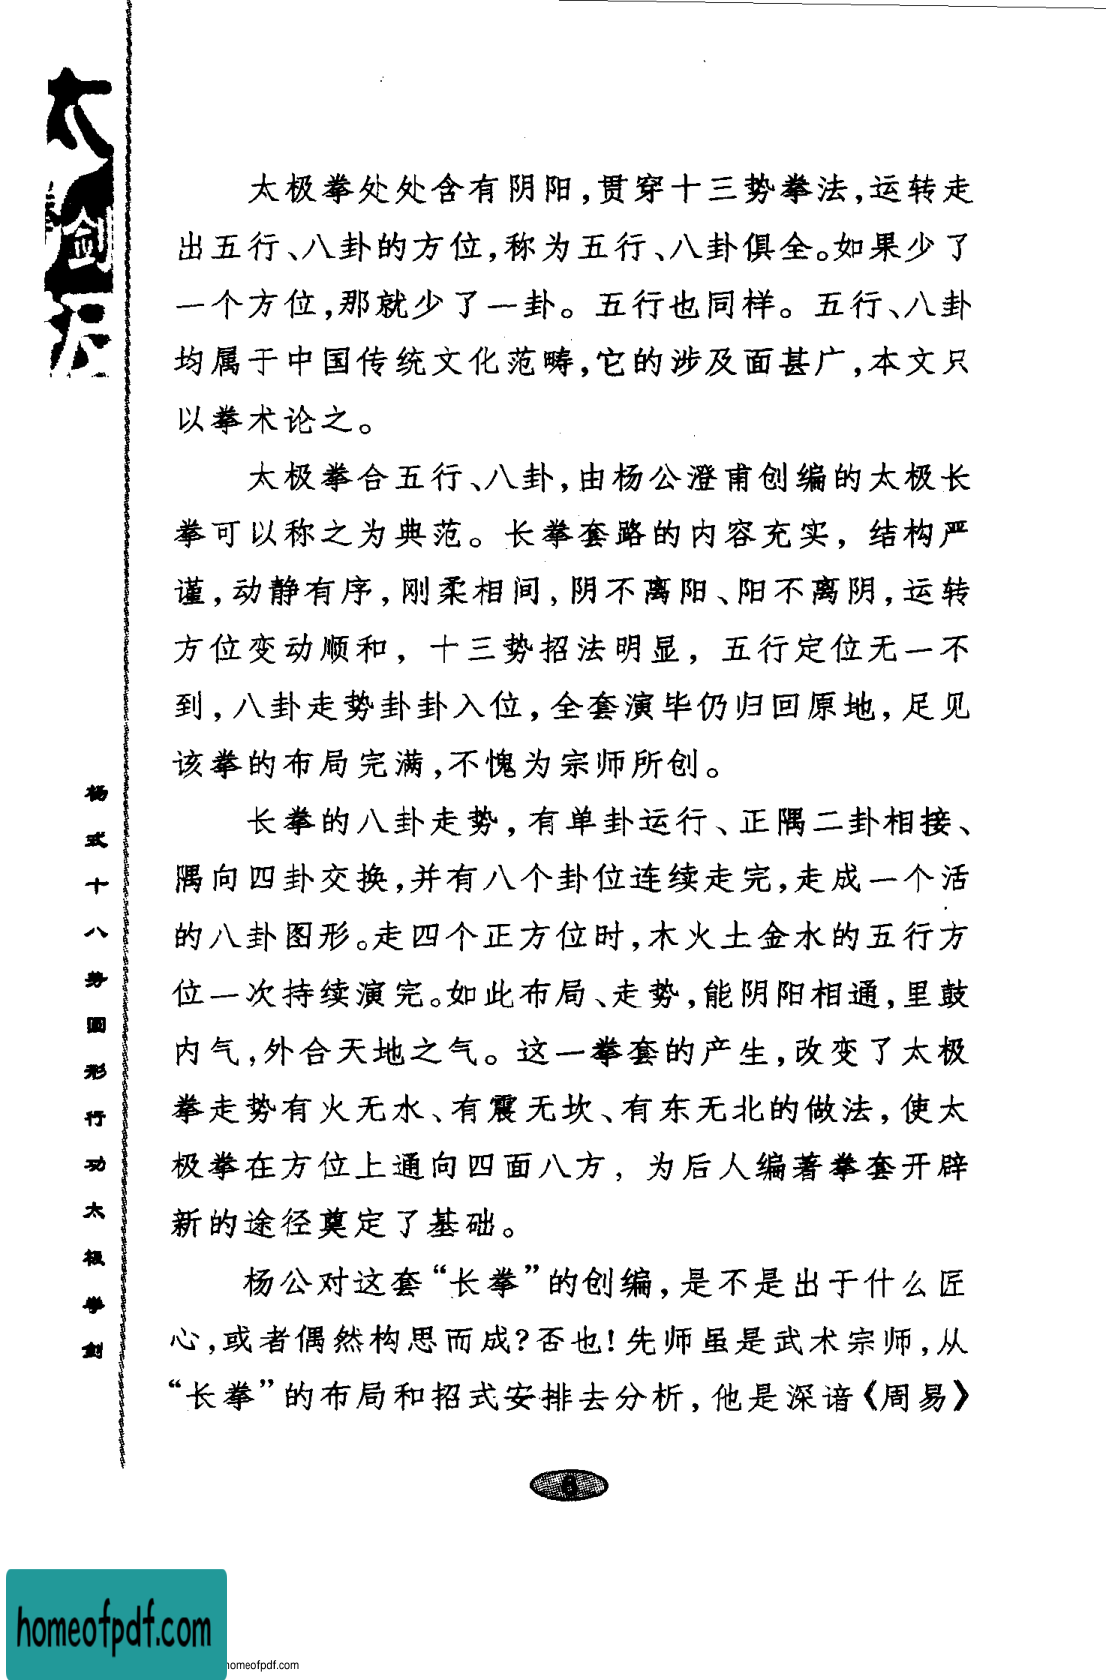 太极拳处处含有阴阳,贯穿十三势拳法,运转走
出五行、八卦的方位,称为五行、八卦俱全。如果少了
一个方位,那就少了一卦。五行也同样。五行、八卦
均属于中国传统文化范畴,它的涉及面甚广,本文只
以拳术论之。
太极拳合五行、八卦,由杨公澄甫创编的太极长
拳可以称之为典范。长拳套路的内容充实,结构严
谨,动静有序,刚柔相间,阴不离阳、阳不离阴,运转
方位变动顺和,十三势招法明显,五行定位无一不
到,八卦走势卦卦入位,全套演毕仍归回原地,足见
该拳的布局完满,不愧为宗师所创。
长拳的八卦走势,有单卦运行、正隅二卦相接、
隅向四卦交换,并有八个卦位连续走完,走成一个活
的八卦图形。走四个正方位时,木火土金水的五行方
位一次持续演完。如此布局、走势,能阴阳相通,里鼓
内气,外合天地之气。这一拳套的产生,改变了太极
拳走势有火无水、有震无坎、有东无北的做法,使太
极拳在方位上通向四面八方,为后人编著拳套开辟
新的途径奠定了基础。
杨公对这套“长拳”的创编,是不是出于什么匠
心,或者偶然构思而成?否也!先师虽是武术宗师,从
“长拳”的布局和招式安排去分析,他是深谙《周易》
杨式十八势圆形行功太极拳剑
太
剑
6
homeofpdf.com
homeofpdf.com